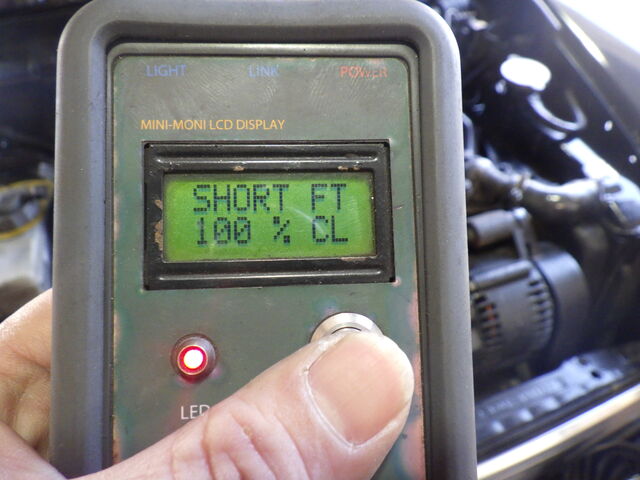 LIGHT LINK POWER
MINI-MONI LCD DISPLAY
SHORT FT
100 % CL
LED